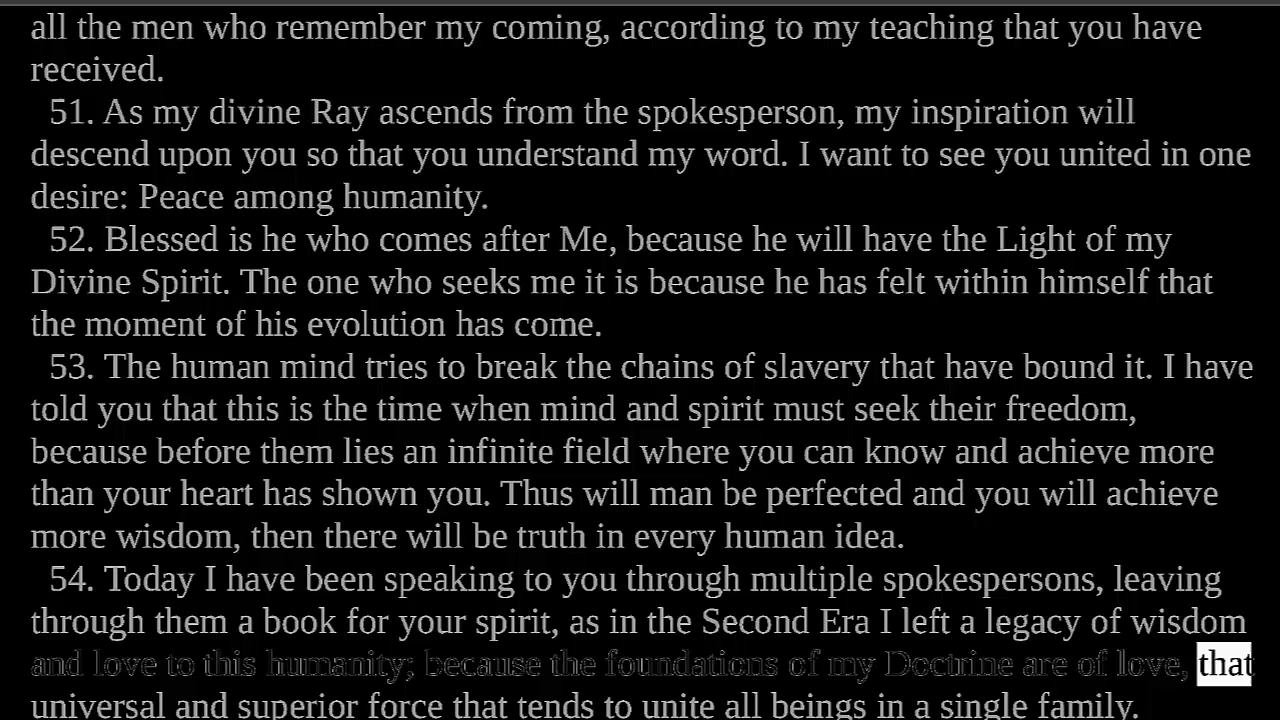 all the men who remember my coming, according to my teaching that you have
received.
51. As my divine Ray ascends from the spokesperson, my inspiration will
descend upon you so that you understand my word. I want to see you united in one
desire: Peace among humanity.
52. Blessed is he who comes after Me, because he will have the Light of my
Divine Spirit. The one who seeks me it is because he has felt within himself that
the moment of his evolution has come.
53. The human mind tries to break the chains of slavery that have bound it. I have
told you that this is the time when mind and spirit must seek their freedom,
because before them lies an infinite field where you can know and achieve more
than your heart has shown you. Thus will man be perfected and you will achieve
more wisdom, then there will be truth in every human idea.
54. Today I have been speaking to you through multiple spokespersons, leaving
through them a book for your spirit, as in the Second Era I left a legacy of wisdom
and love to this humanity; because the foundations of my Doctrine are of love, that
universal and superior force that tends to unite all beings in a single family.